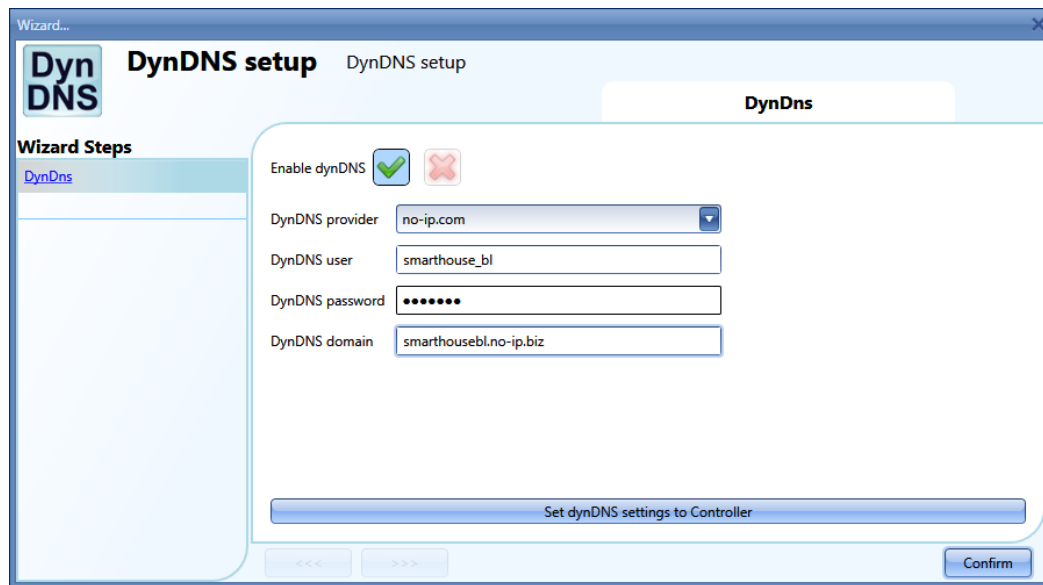 Wizard...
Dyn
DNS
DynDNS setup DynDNS setup
DynDns
Wizard Steps
DynDns
Enable dynDNS
DynDNS provider no-ip.com
DynDNS user smarthouse_bl
DynDNS password •••••••
DynDNS domain smarthousebl.no-ip.biz
Set dynDNS settings to Controller
<<< >>> Confirm